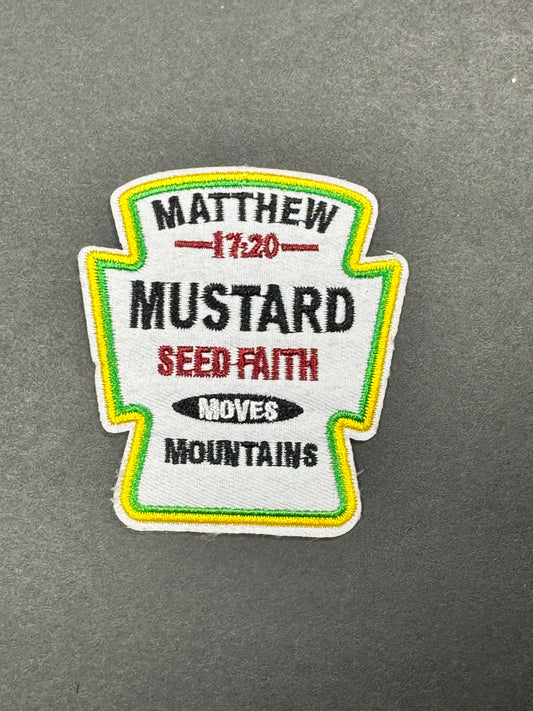 MATTHEW
17:20
MUSTARD
SEED FAITH
MOVES
MOUNTAINS